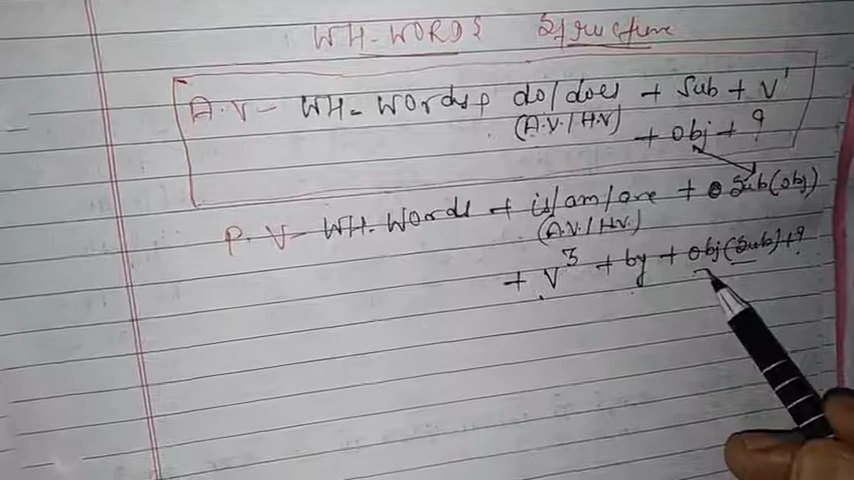 WH-WORDS Structure
A.V- WH-Words+ do/does + Sub + V¹
(A.V./H.V) + obj + ?
P.V- WH-Words + is/am/are + Sub(obj)
(A.V./H.V.)
+ V³ + by + obj(Sub)+?